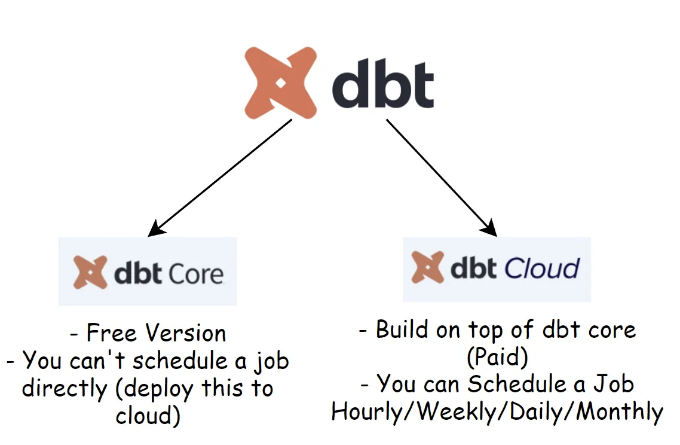 dbt
dbt Core
- Free Version
- You can't schedule a job
directly (deploy this to
cloud)
dbt Cloud
- Build on top of dbt core
(Paid)
- You can Schedule a Job
Hourly/Weekly/Daily/Monthly